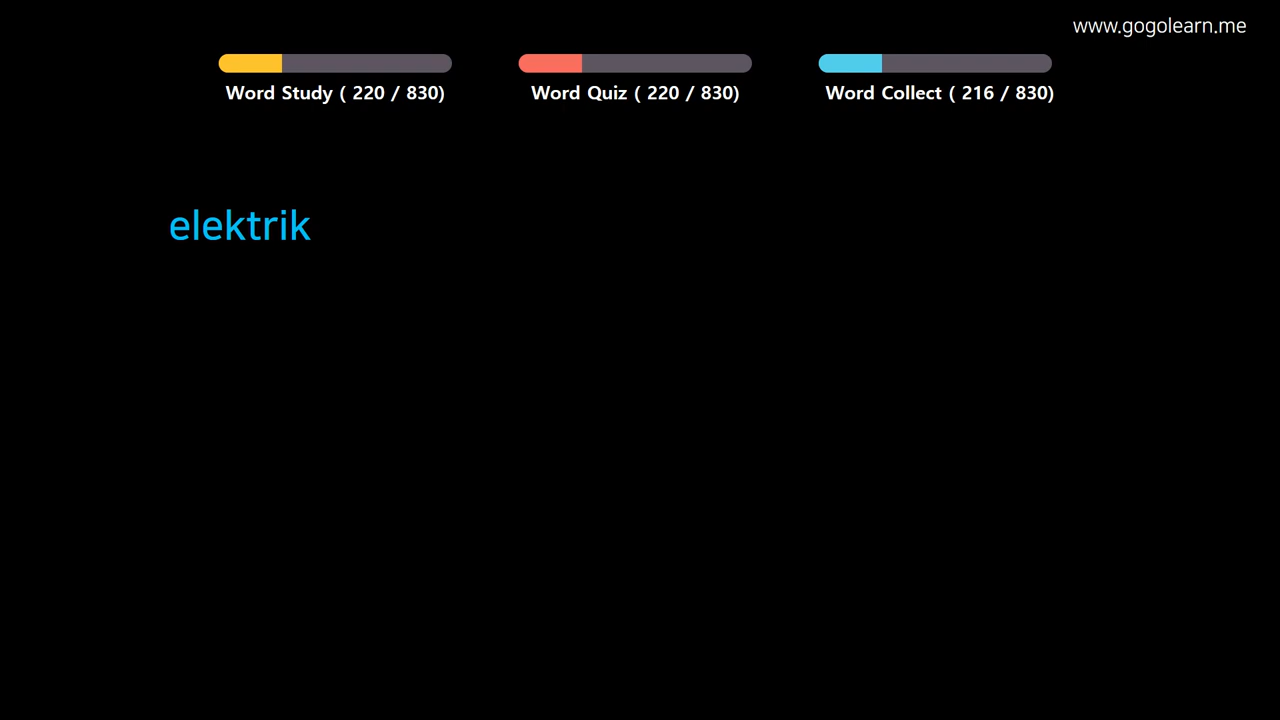 www.gogolearn.me
Word Study ( 220 / 830)
Word Quiz ( 220 / 830)
Word Collect ( 216 / 830)
elektrik